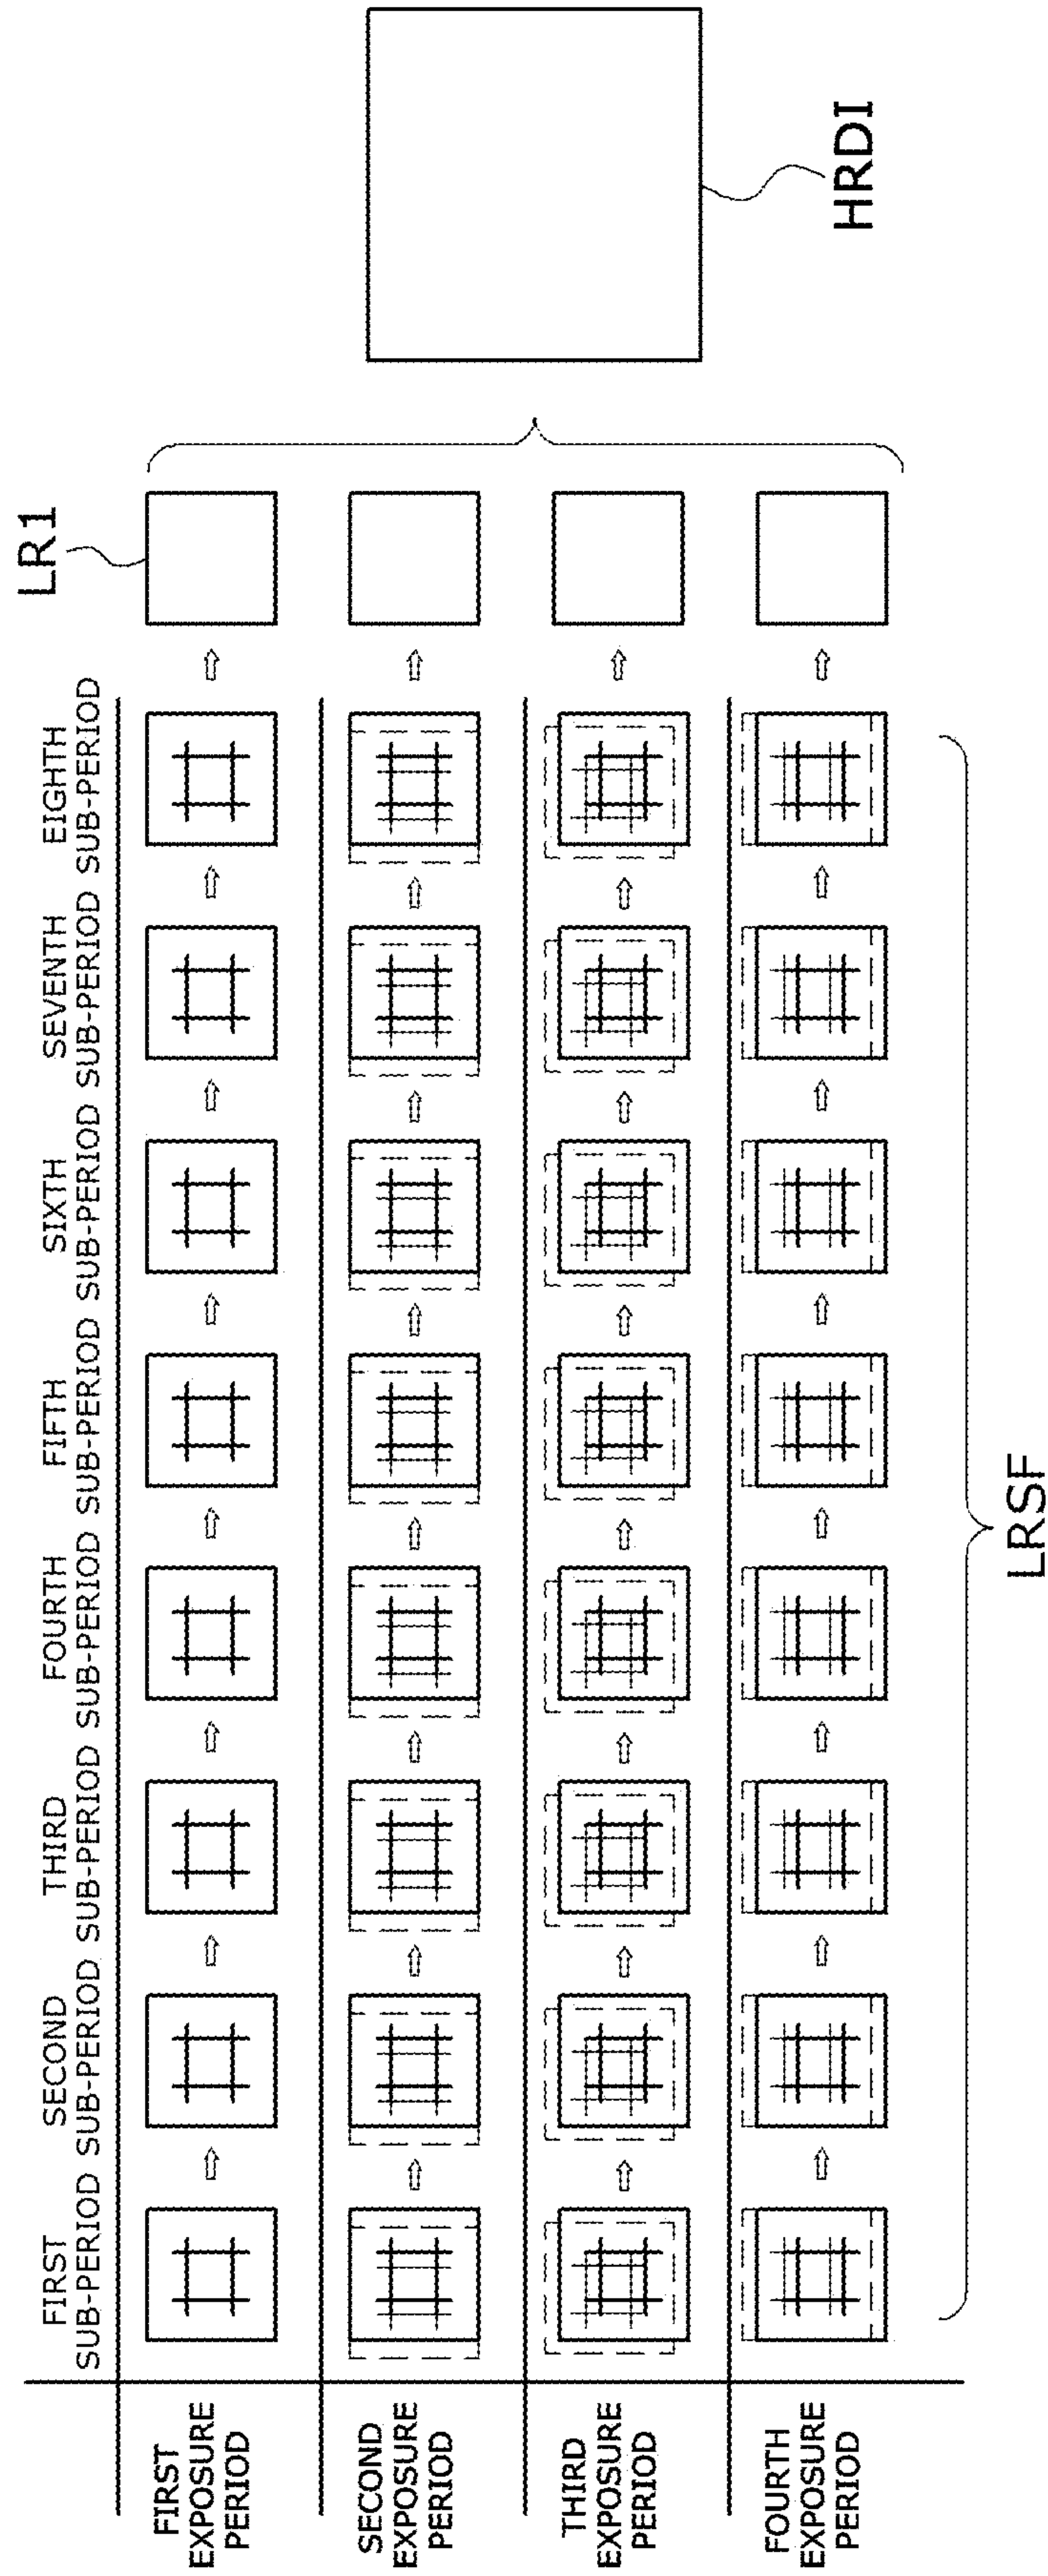 FIRST
SUB-PERIOD
SECOND
SUB-PERIOD
THIRD
SUB-PERIOD
FOURTH
SUB-PERIOD
FIFTH
SUB-PERIOD
SIXTH
SUB-PERIOD
SEVENTH
SUB-PERIOD
EIGHTH
SUB-PERIOD
LR1
FIRST
EXPOSURE
PERIOD
SECOND
EXPOSURE
PERIOD
THIRD
EXPOSURE
PERIOD
FOURTH
EXPOSURE
PERIOD
HRDI
LRSF